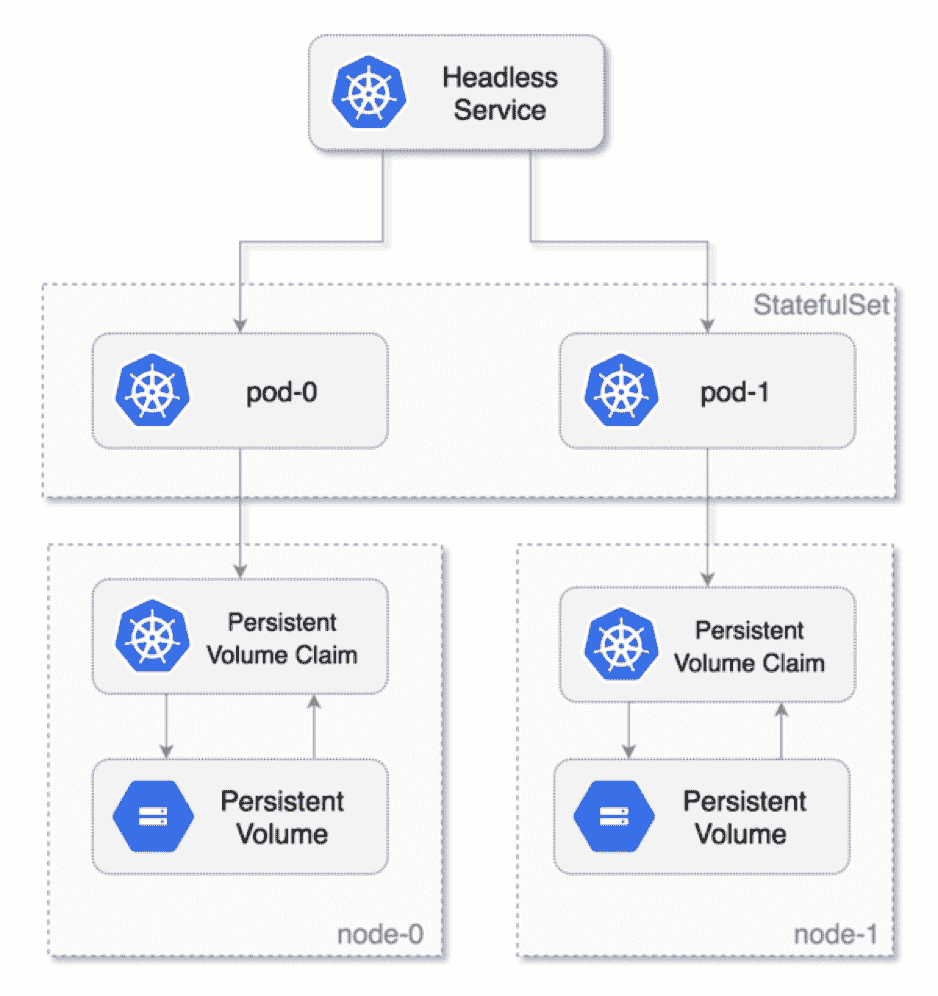 Headless
Service
StatefulSet
pod-0
pod-1
Persistent
Volume Claim
Persistent
Volume Claim
Persistent
Volume
Persistent
Volume
node-0
node-1